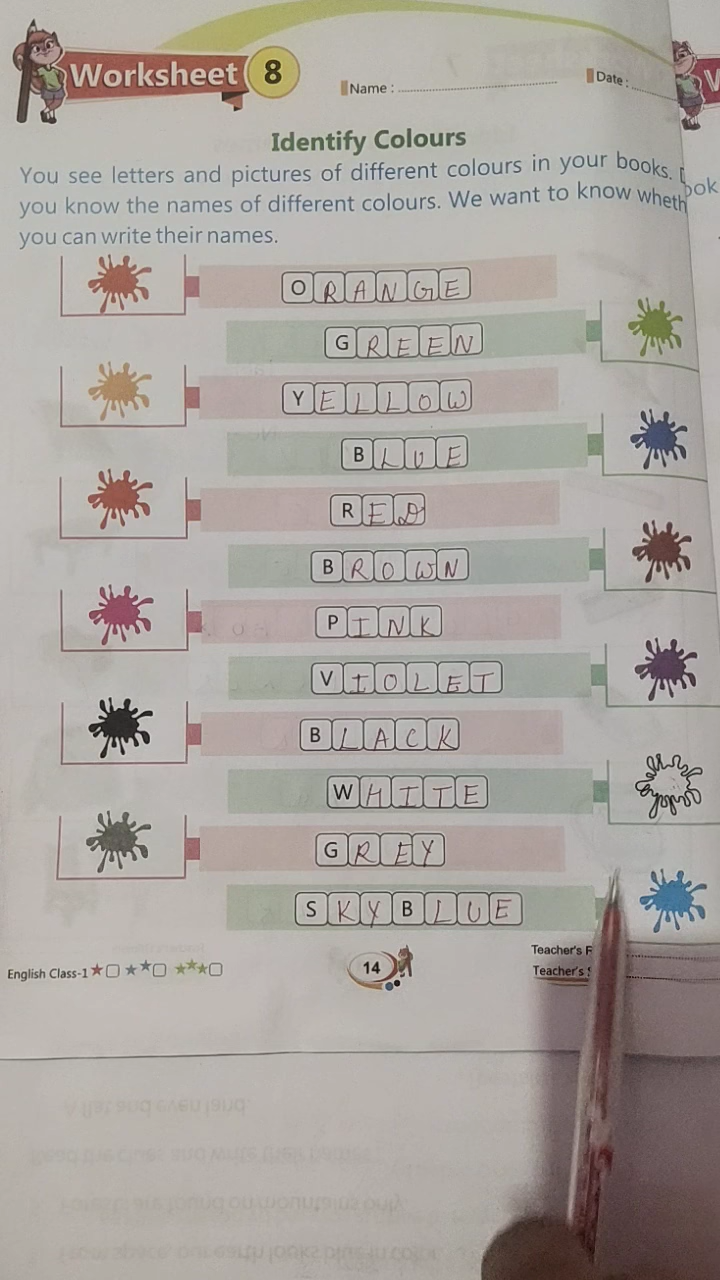 Worksheet 8
Name :
Date :
Identify Colours
You see letters and pictures of different colours in your books.
you know the names of different colours. We want to know wheth
you can write their names.
ORANGE
GREEN
YELLOW
BLUE
RED
BROWN
PINK
VIOLET
BLACK
WHITE
GREY
SKYBLUE
Teacher's
English Class-1
14
Teacher's